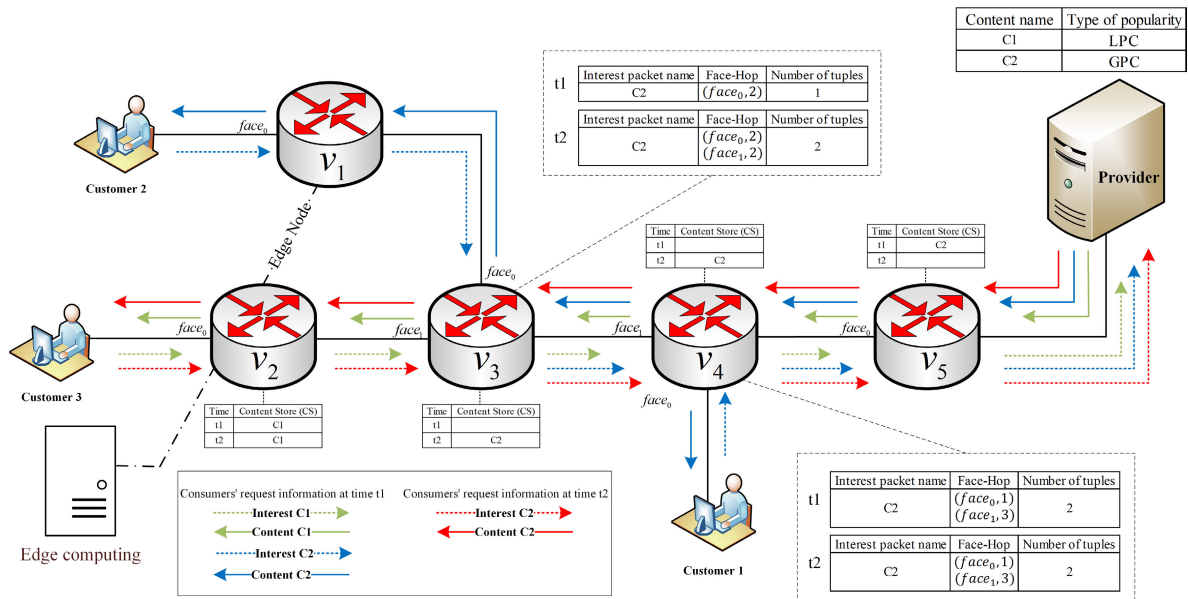 Content name Type of popularity
C1 LPC
C2 GPC
t1
Interest packet name Face-Hop Number of tuples
C2 (face0,2) 1
t2
Interest packet name Face-Hop Number of tuples
C2 (face0,2) (face1,2) 2
face0
v1
Customer 2
Provider
Edge Node
Time Content Store (CS)
t1
t2 C2
Time Content Store (CS)
t1 C2
t2
face0
face0
v2
face1
v3
face1
v4
face0
v5
Customer 3
face0
Time Content Store (CS)
t1 C1
t2 C1
Time Content Store (CS)
t1
t2 C2
Edge computing
Consumers' request information at time t1
Interest C1
Content C1
Interest C2
Content C2
Consumers' request information at time t2
Interest C2
Content C2
Customer 1
t1
Interest packet name Face-Hop Number of tuples
C2 (face0,1) (face1,3) 2
t2
Interest packet name Face-Hop Number of tuples
C2 (face0,1) (face1,3) 2